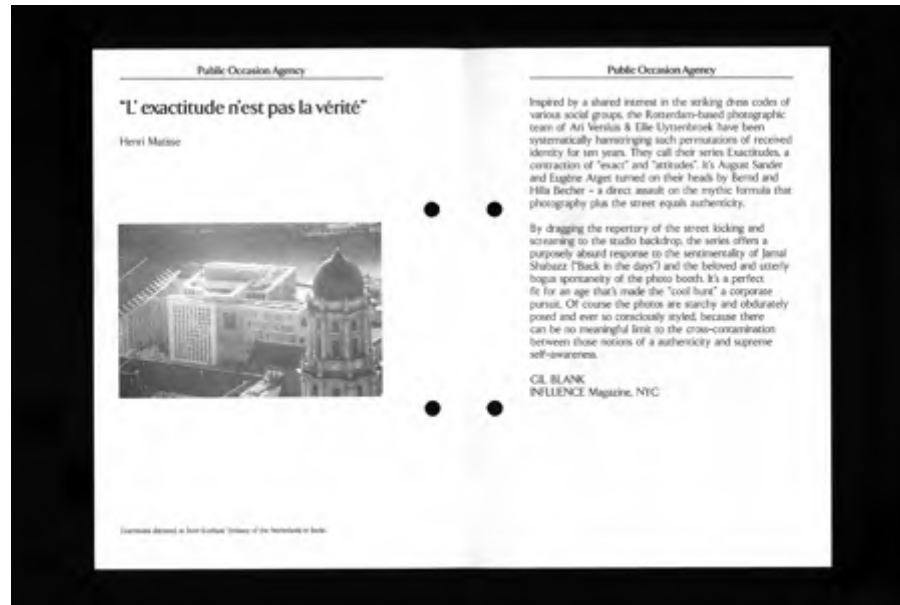 Public Occasion Agency
“L’ exactitude n’est pas la vérité”
Henri Matisse
Embassy of the Netherlands in Berlin
Public Occasion Agency
Inspired by a shared interest in the striking dress codes of
various social groups, the Rotterdam-based photographic
team of Ari Versluis & Ellie Uyttenbroek have been
systematically hamstringing such permutations of received
identity for ten years. They call their series Exactitudes, a
contraction of "exact" and "attitudes". It's August Sander
and Eugène Atget turned on their heads by Bernd and
Hilla Becher – a direct assault on the mythic formula that
photography plus the street equals authenticity.
By dragging the repertory of the street kicking and
screaming to the studio backdrop, the series offers a
purposely absurd response to the sentimentality of Jamal
Shabazz ("Back in the days") and the beloved and utterly
bogus spontaneity of the photo booth. It's a perfect
fit for an age that's made the "cool hunt" a corporate
pursuit. Of course the photos are starchy and obdurately
posed and ever so consciously styled, because there
can be no meaningful limit to the cross-contamination
between those notions of a authenticity and supreme
self-awareness.
GIL BLANK
INFLUENCE Magazine, NYC